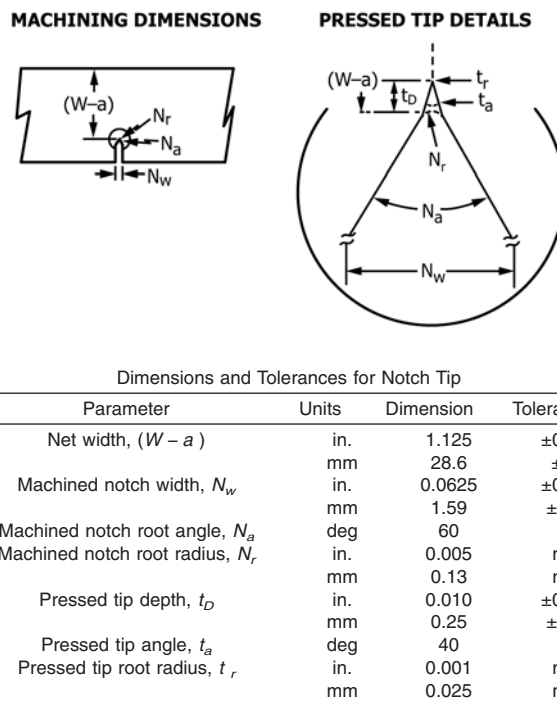 MACHINING DIMENSIONS
PRESSED TIP DETAILS
(W–a)
Nr
Na
Nw
(W–a)
tD
tr
ta
Nr
Na
Nw
Dimensions and Tolerances for Notch Tip
Parameter Units Dimension
Net width, (W – a ) in. 1.125
mm 28.6
Machined notch width, Nw in. 0.0625
mm 1.59
Machined notch root angle, Na deg 60
Machined notch root radius, Nr in. 0.005
mm 0.13
Pressed tip depth, tD in. 0.010
mm 0.25
Pressed tip angle, ta deg 40
Pressed tip root radius, t r in. 0.001
mm 0.025